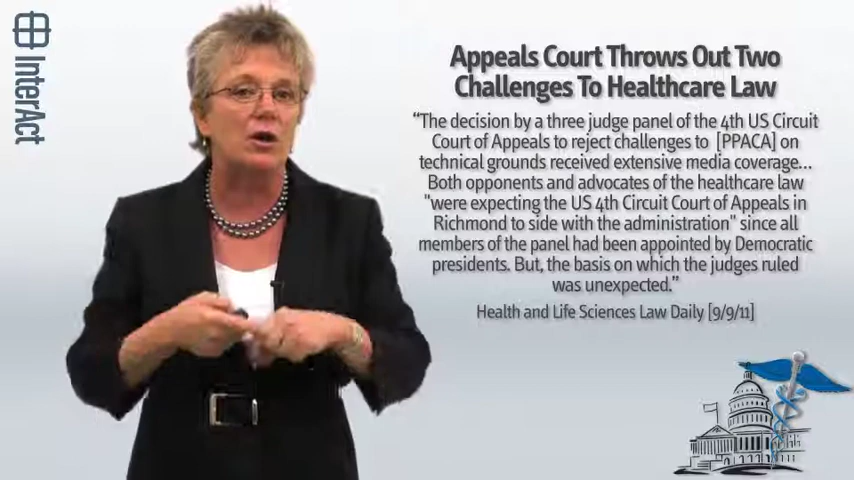 InterAct
Appeals Court Throws Out Two
Challenges To Healthcare Law
“The decision by a three judge panel of the 4th US Circuit
Court of Appeals to reject challenges to [PPACA] on
technical grounds received extensive media coverage...
Both opponents and advocates of the healthcare law
"were expecting the US 4th Circuit Court of Appeals in
Richmond to side with the administration" since all
members of the panel had been appointed by Democratic
presidents. But, the basis on which the judges ruled
was unexpected.”
Health and Life Sciences Law Daily [9/9/11]